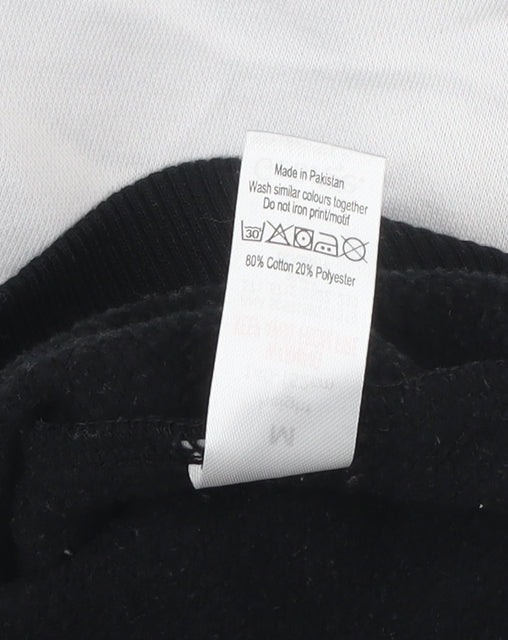 Made in Pakistan
Wash similar colours together
Do not iron print/motif
30
80% Cotton 20% Polyester
M